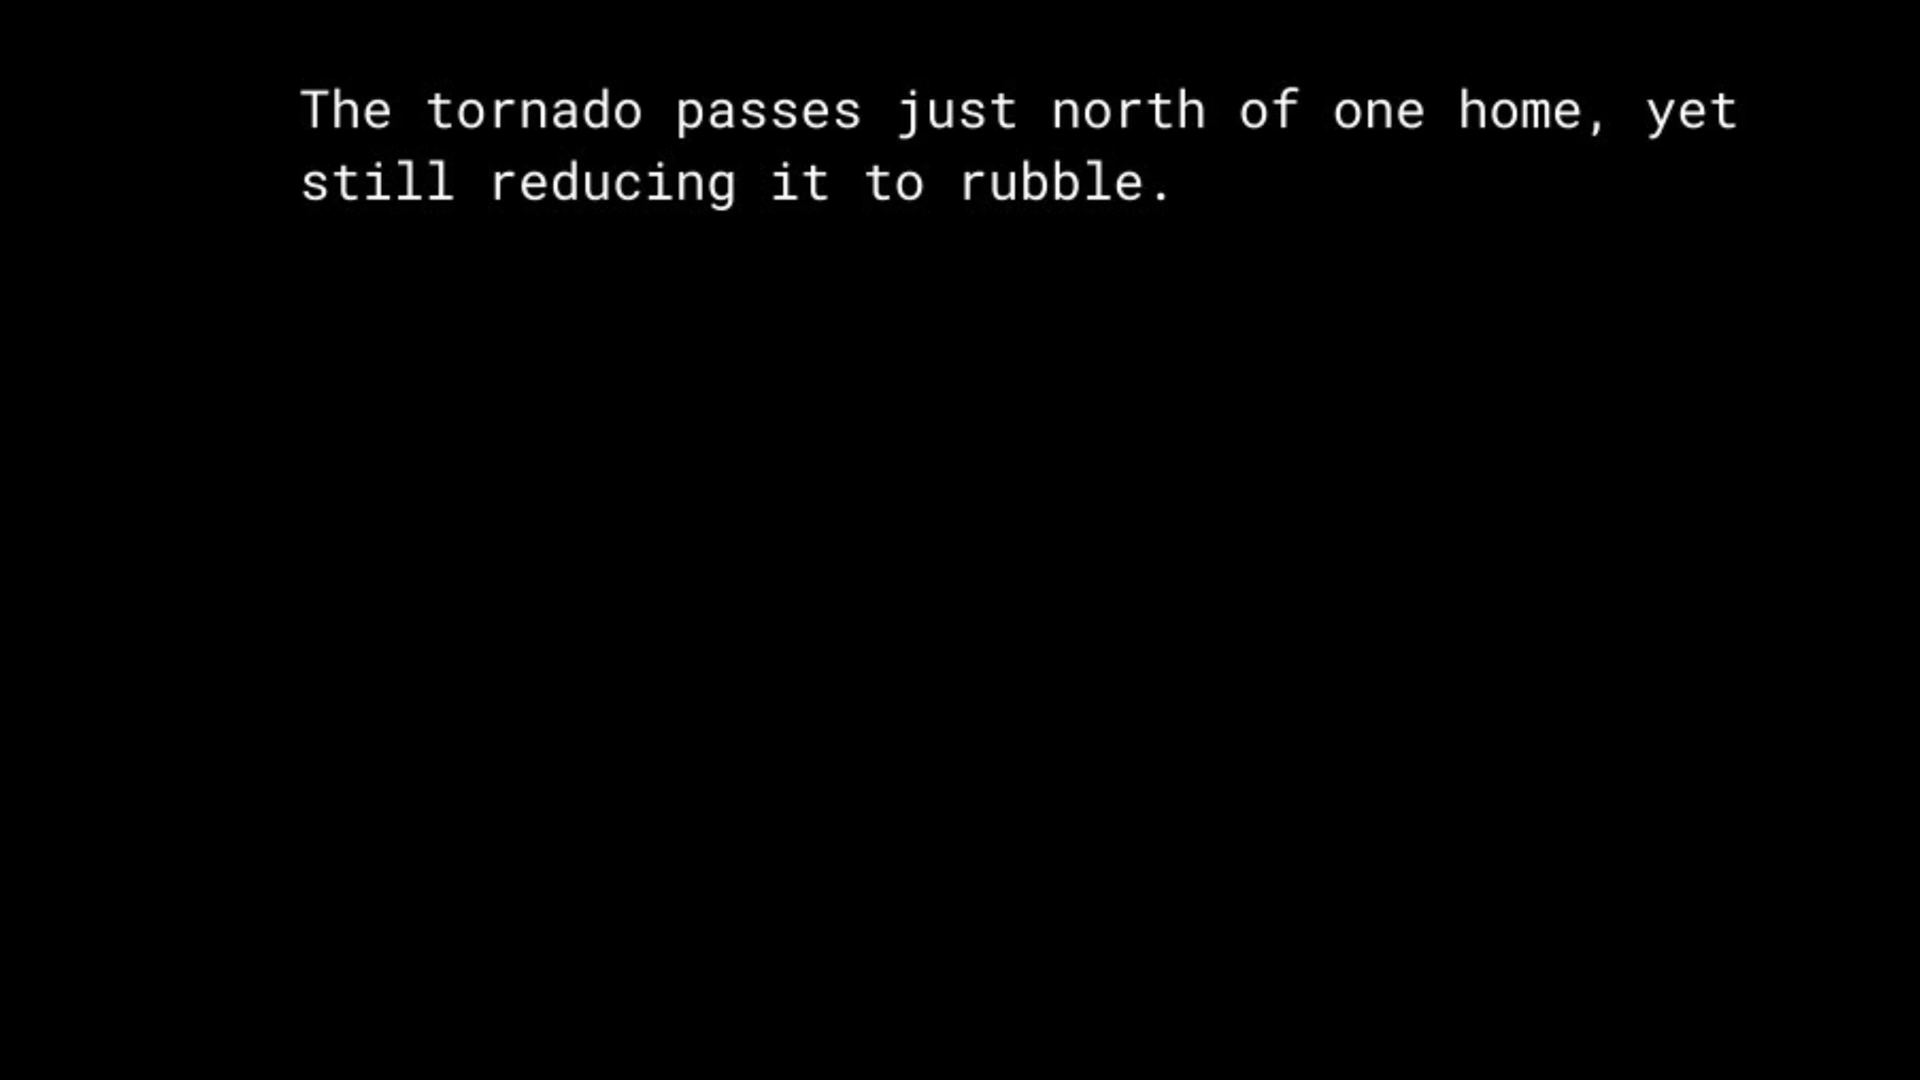 The tornado passes just north of one home, yet
still reducing it to rubble.